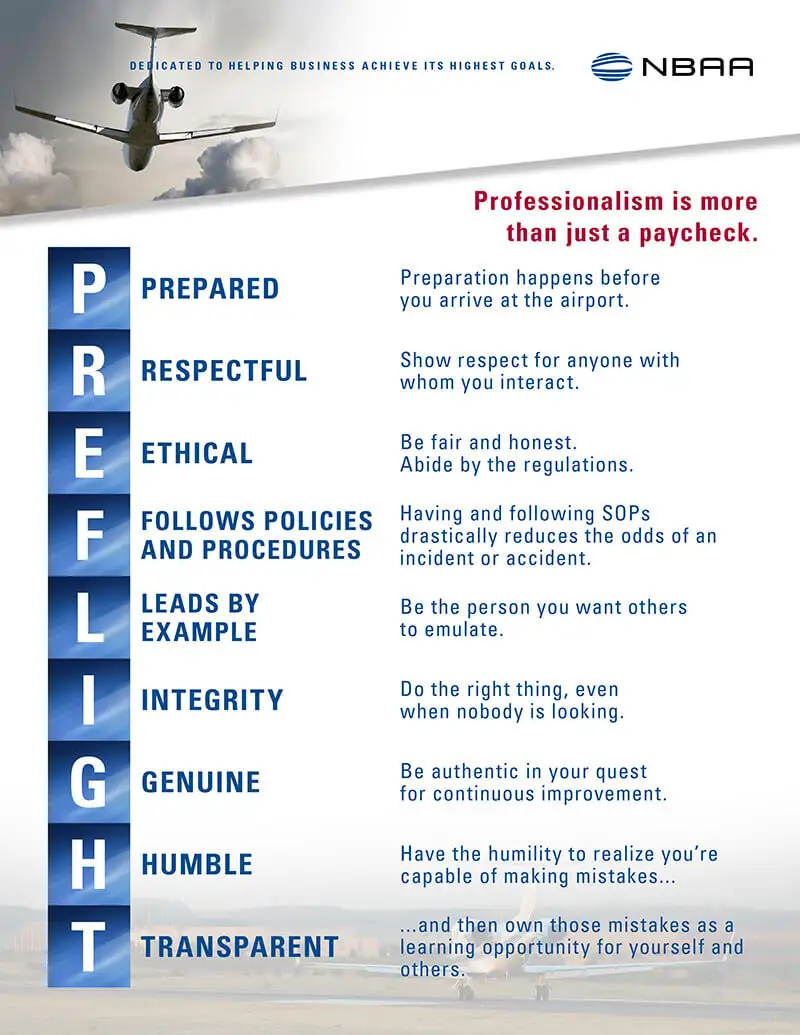 DEDICATED TO HELPING BUSINESS ACHIEVE ITS HIGHEST GOALS.
NBAA
Professionalism is more
than just a paycheck.
P
PREPARED
Preparation happens before
you arrive at the airport.
R
RESPECTFUL
Show respect for anyone with
whom you interact.
E
ETHICAL
Be fair and honest.
Abide by the regulations.
F
FOLLOWS POLICIES
AND PROCEDURES
Having and following SOPs
drastically reduces the odds of an
incident or accident.
L
LEADS BY
EXAMPLE
Be the person you want others
to emulate.
I
INTEGRITY
Do the right thing, even
when nobody is looking.
G
GENUINE
Be authentic in your quest
for continuous improvement.
H
HUMBLE
Have the humility to realize you’re
capable of making mistakes...
T
TRANSPARENT
...and then own those mistakes as a
learning opportunity for yourself and
others.